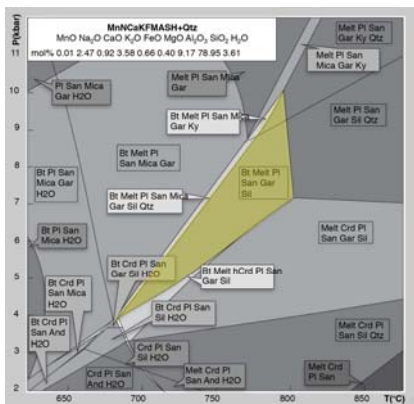 MnNCaKFMASH+Qtz
MnO Na₂O CaO K₂O FeO MgO Al₂O₃ SiO₂ H₂O
mol% 0.01 2.47 0.92 3.58 0.66 0.40 9.17 78.95 3.61
P(kbar)
11
10
9
8
7
6
5
4
3
2
Melt Pl San
Gar Ky Qtz
Melt Pl San
Mica Gar Ky
Pl San Mica
Gar H2O
Melt Pl San Mica
Gar
Melt Pl San
Gar Sil Qtz
Bt Melt Pl San Mi
Gar Ky
Bt Melt Pl
San Mica Gar
Bt Pl San
Mica Gar
H2O
Bt Melt Pl
San Gar
Sil
Bt Melt Pl San Mic
Gar Sil Qtz
Bt Pl San
Mica H2O
Melt Crd Pl
San Gar Sil
Bt Crd Pl San
Gar Sil H2O
Bt Melt hCrd Pl San
Gar Sil
Bt Crd Pl
San Mica
H2O
Bt Crd Pl San
Sil H2O
Bt Crd Pl
San And H2O
Melt Crd Pl
San Sil Qtz
Crd Pl San
Sil H2O
Crd Pl San
And H2O
Melt Crd Pl
San And H2O
Melt Crd
Pl San
650
700
750
800
850
T(°C)